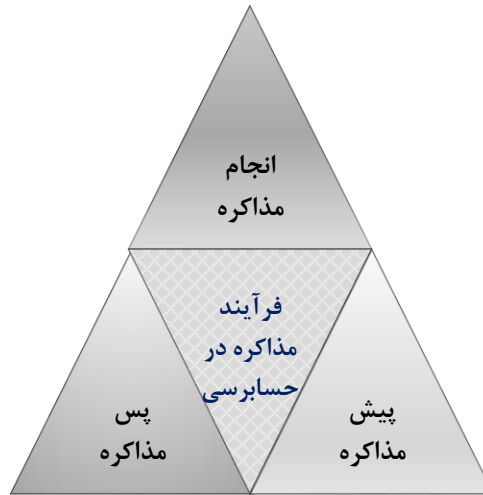 انجام
مذاکره
فرآیند
مذاکره در
حسابرسی
پیش
مذاکره
پس
مذاکره